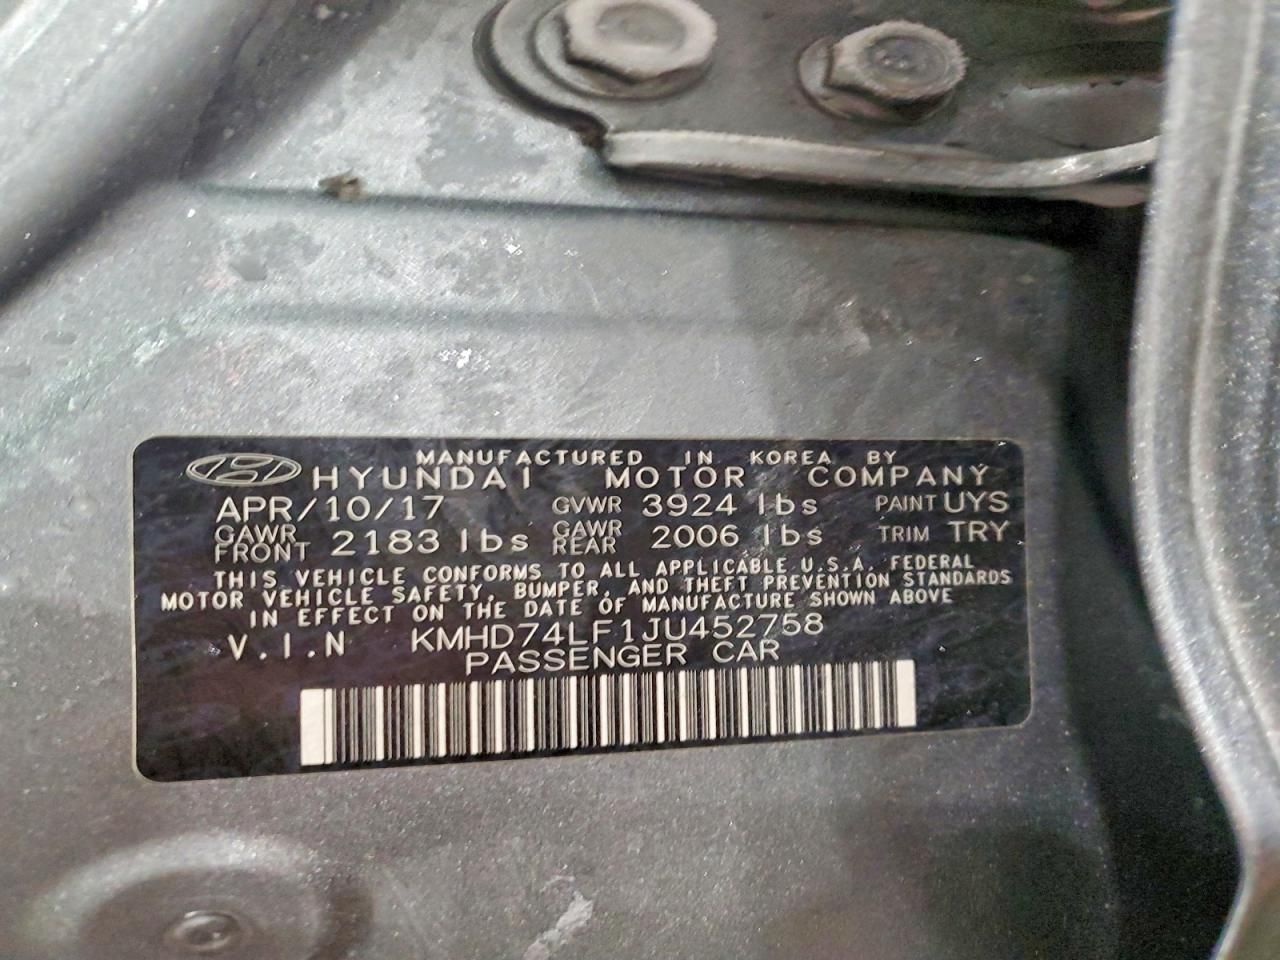 MANUFACTURED IN KOREA BY
HYUNDAI MOTOR COMPANY
APR/10/17 GVWR 3924 lbs PAINT UYS
GAWR FRONT 2183 lbs GAWR REAR 2006 lbs TRIM TRY
THIS VEHICLE CONFORMS TO ALL APPLICABLE U.S.A. FEDERAL
MOTOR VEHICLE SAFETY, BUMPER, AND THEFT PREVENTION STANDARDS
IN EFFECT ON THE DATE OF MANUFACTURE SHOWN ABOVE
V.I.N KMHD74LF1JU452758
PASSENGER CAR